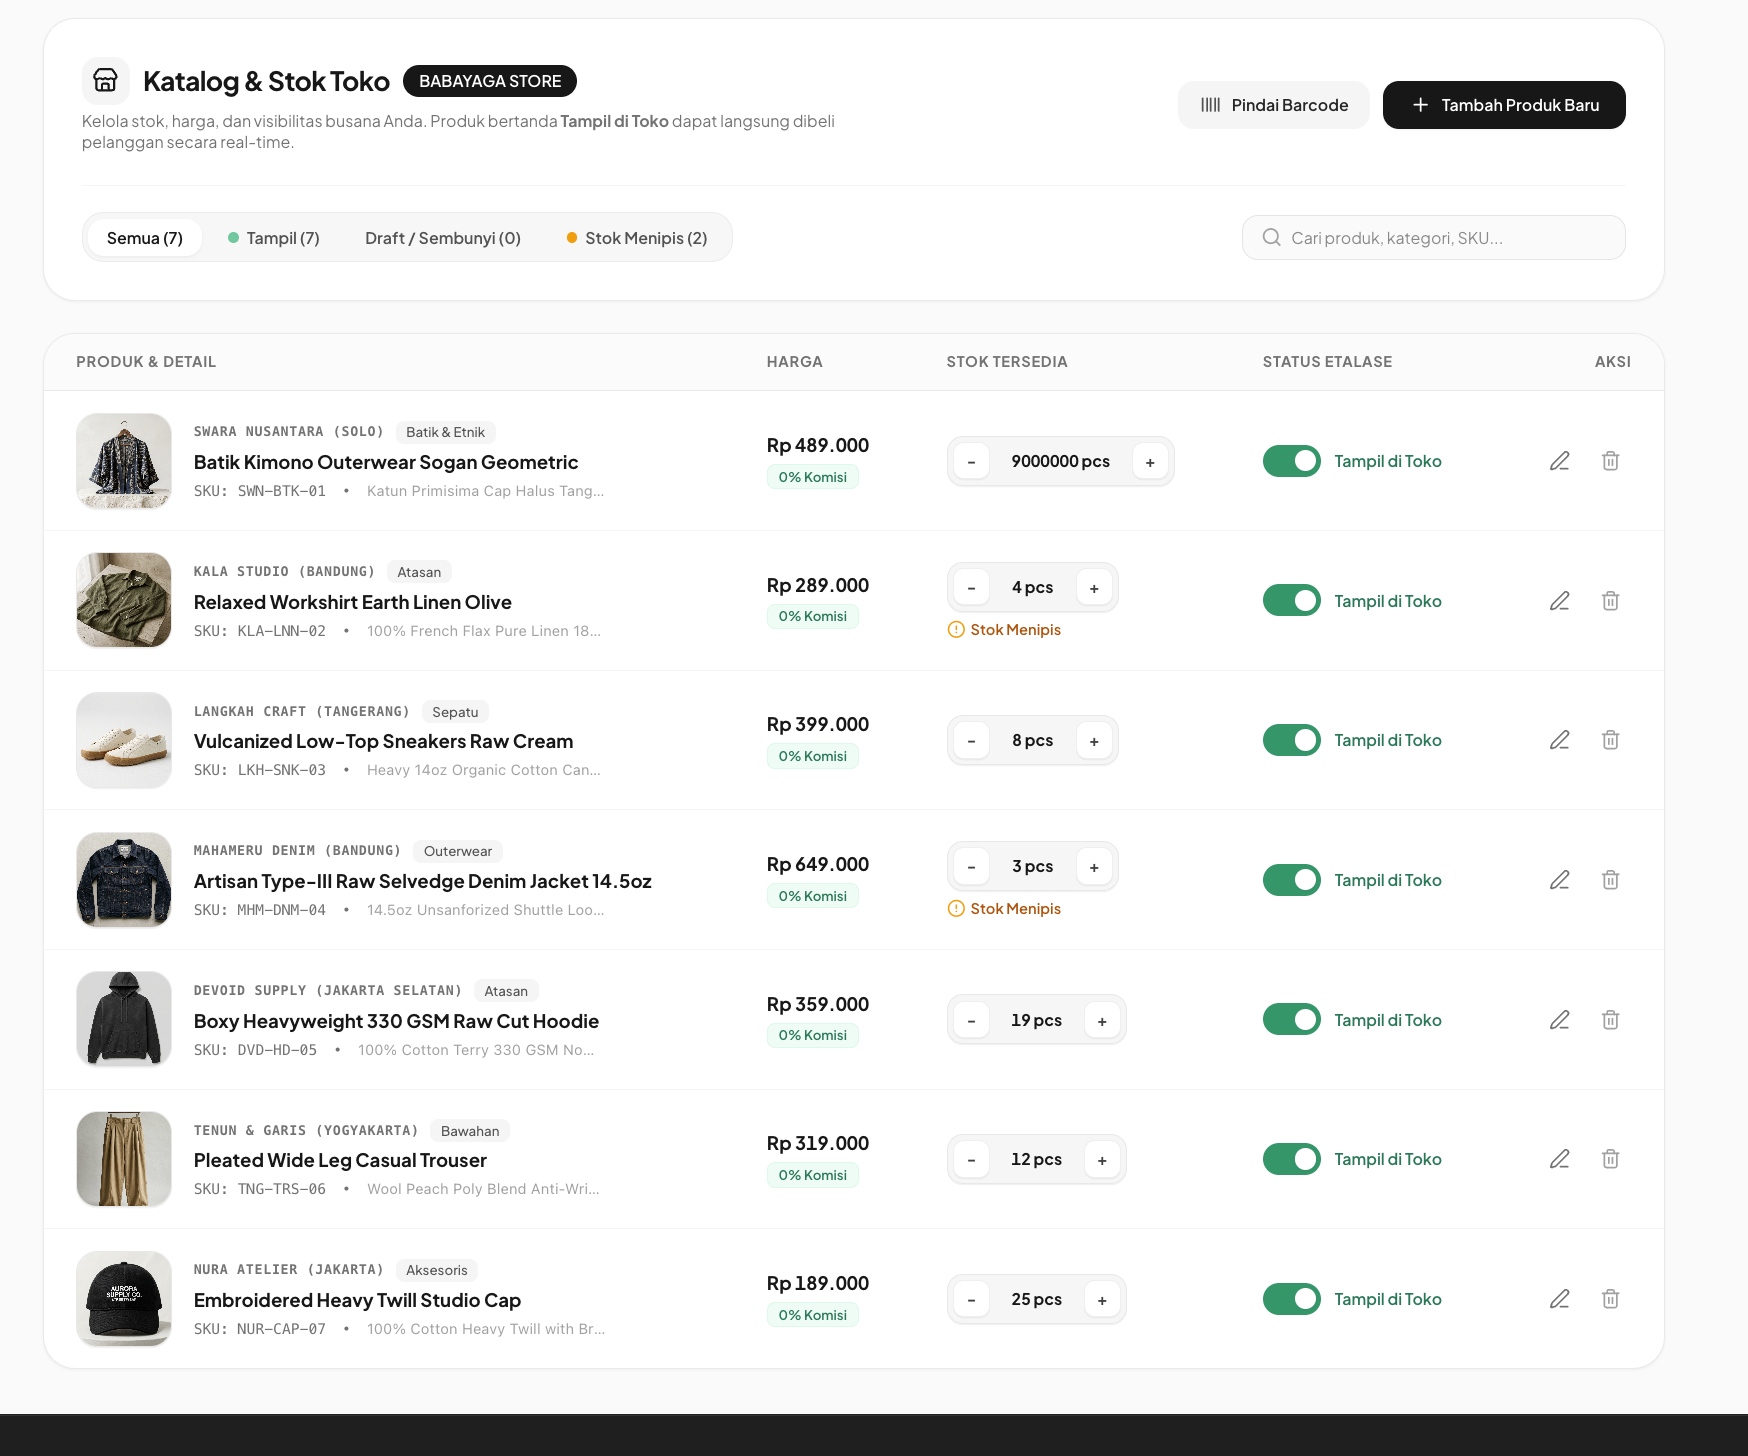 Katalog & Stok Toko BABAYAGA STORE
Kelola stok, harga, dan visibilitas busana Anda. Produk bertanda Tampil di Toko dapat langsung dibeli
pelanggan secara real-time.
Pindai Barcode
+ Tambah Produk Baru
Semua (7) Tampil (7) Draft / Sembunyi (0) Stok Menipis (2)
Cari produk, kategori, SKU...
PRODUK & DETAIL HARGA STOK TERSEDIA STATUS ETALASE AKSI
SWARA NUSANTARA (SOLO) Batik & Etnik
Batik Kimono Outerwear Sogan Geometric
SKU: SWN-BTK-01 • Katun Primisima Cap Halus Tang...
Rp 489.000
0% Komisi
- 9000000 pcs +
Tampil di Toko
KALA STUDIO (BANDUNG) Atasan
Relaxed Workshirt Earth Linen Olive
SKU: KLA-LNN-02 • 100% French Flax Pure Linen 18...
Rp 289.000
0% Komisi
- 4 pcs +
Stok Menipis
Tampil di Toko
LANGKAH CRAFT (TANGERANG) Sepatu
Vulcanized Low-Top Sneakers Raw Cream
SKU: LKH-SNK-03 • Heavy 14oz Organic Cotton Can...
Rp 399.000
0% Komisi
- 8 pcs +
Tampil di Toko
MAHAMERU DENIM (BANDUNG) Outerwear
Artisan Type-III Raw Selvedge Denim Jacket 14.5oz
SKU: MHM-DNM-04 • 14.5oz Unsanforized Shuttle Loo...
Rp 649.000
0% Komisi
- 3 pcs +
Stok Menipis
Tampil di Toko
DEVOID SUPPLY (JAKARTA SELATAN) Atasan
Boxy Heavyweight 330 GSM Raw Cut Hoodie
SKU: DVD-HD-05 • 100% Cotton Terry 330 GSM No...
Rp 359.000
0% Komisi
- 19 pcs +
Tampil di Toko
TENUN & GARIS (YOGYAKARTA) Bawahan
Pleated Wide Leg Casual Trouser
SKU: TNG-TRS-06 • Wool Peach Poly Blend Anti-Wri...
Rp 319.000
0% Komisi
- 12 pcs +
Tampil di Toko
AURORA
SUPPLY CO.
NURA ATELIER (JAKARTA) Aksesoris
Embroidered Heavy Twill Studio Cap
SKU: NUR-CAP-07 • 100% Cotton Heavy Twill with Br...
Rp 189.000
0% Komisi
- 25 pcs +
Tampil di Toko